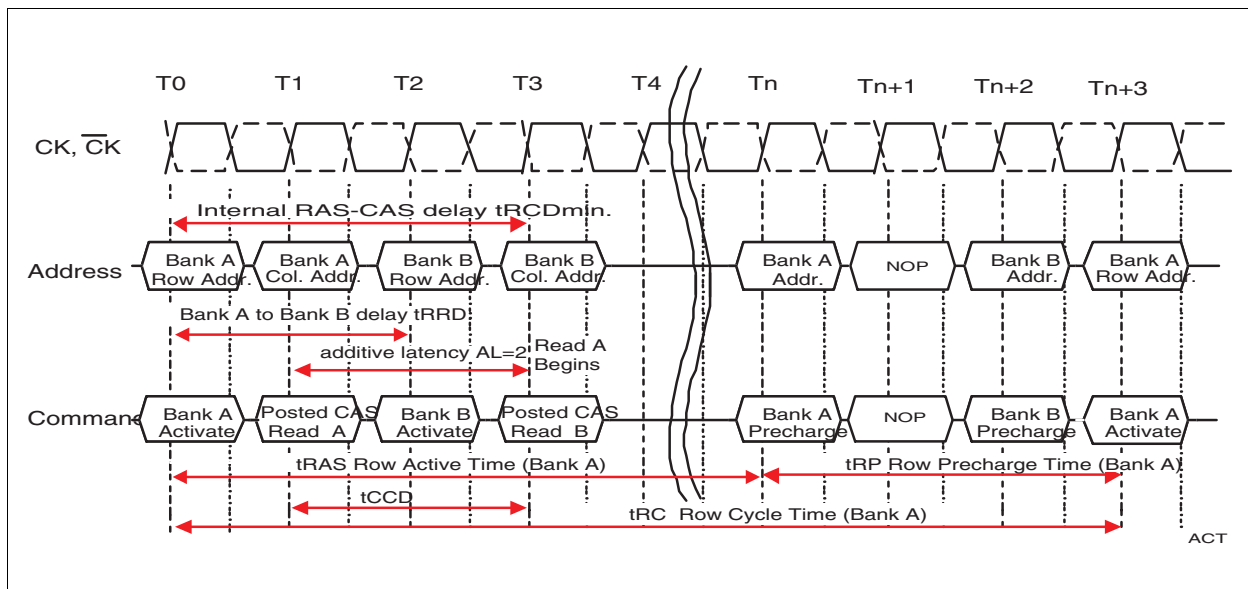 T0 T1 T2 T3 T4 Tn Tn+1 Tn+2 Tn+3
CK, C̅K̅
Internal RAS-CAS delay tRCDmin.
Address
Bank A Row Addr.
Bank A Col. Addr.
Bank B Row Addr.
Bank B Col. Addr.
Bank A Addr.
NOP
Bank B Addr.
Bank A Row Addr.
Bank A to Bank B delay tRRD
additive latency AL=2
Read A
Begins
Command
Bank A Activate
Posted CAS Read A
Bank B Activate
Posted CAS Read B
Bank A Precharge
NOP
Bank B Precharge
Bank A Activate
tRAS Row Active Time (Bank A)
tRP Row Precharge Time (Bank A)
tCCD
tRC Row Cycle Time (Bank A)
ACT